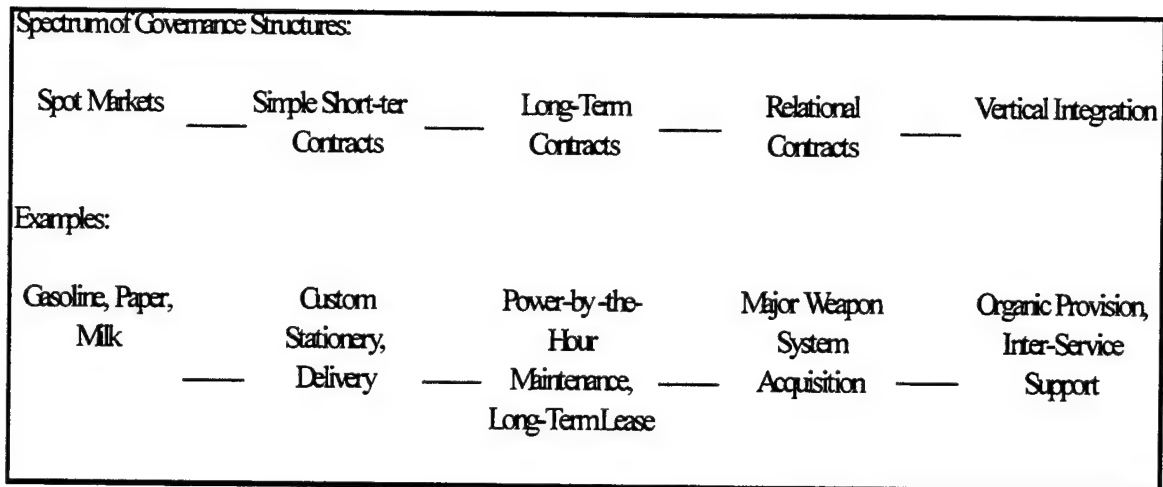 Spectrum of Governance Structures:
Spot Markets
Simple Short-ter
Contracts
Long-Term
Contracts
Relational
Contracts
Vertical Integration
Examples:
Gasoline, Paper,
Milk
Custom
Stationery,
Delivery
Power-by-the-
Hour
Maintenance,
Long-Term Lease
Major Weapon
System
Acquisition
Organic Provision,
Inter-Service
Support